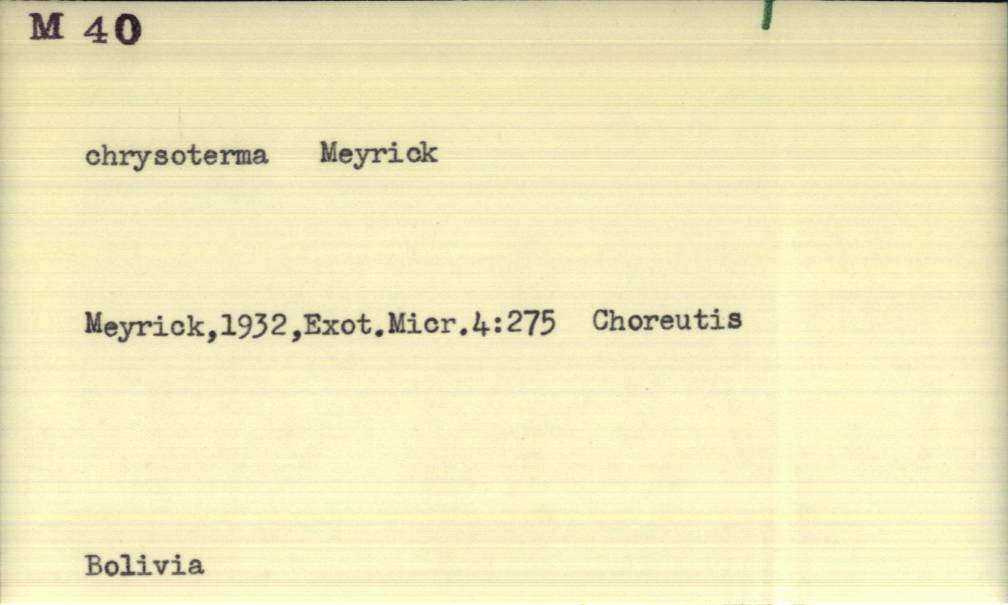 M 40
chrysoterma Meyrick
Meyrick,1932,Exot.Micr.4:275 Choreutis
Bolivia